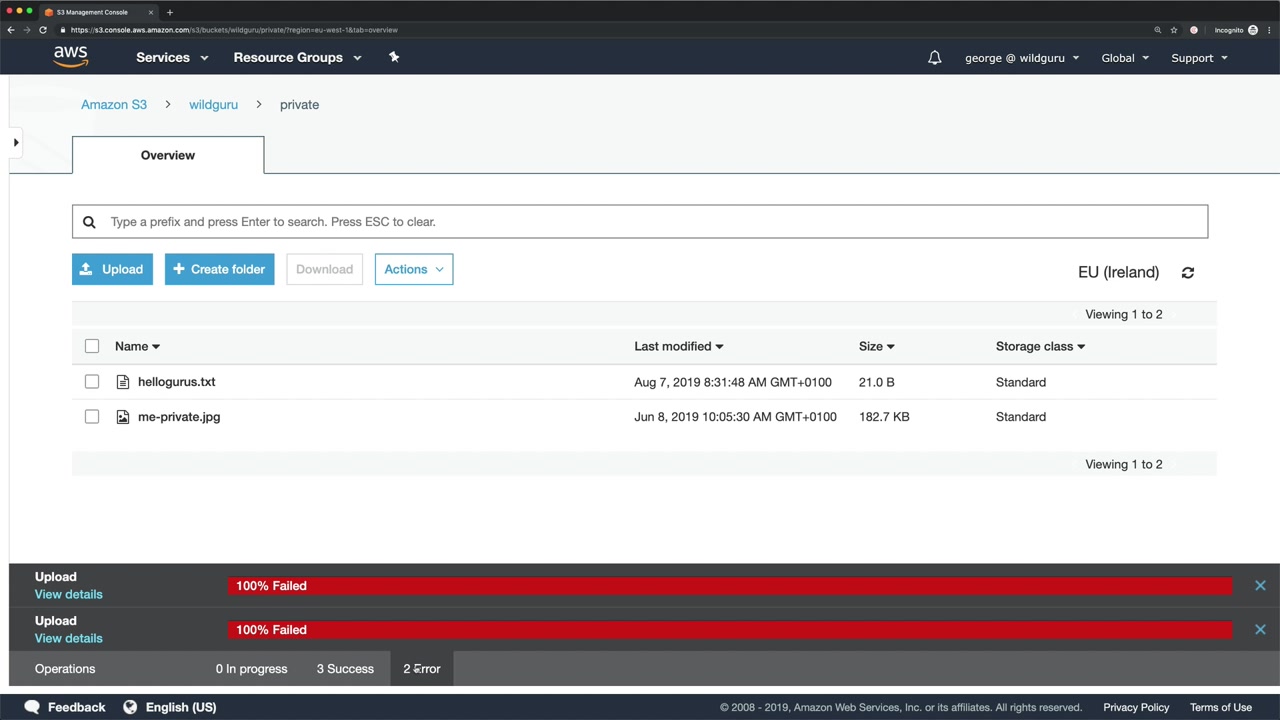 S3 Management Console
https://s3.console.aws.amazon.com/s3/buckets/wildguru/private/?region=eu-west-1&tab=overview
Incognito
aws Services Resource Groups george @ wildguru Global Support
Amazon S3 wildguru private
Overview
Type a prefix and press Enter to search. Press ESC to clear.
Upload + Create folder Download Actions EU (Ireland)
Viewing 1 to 2
Name Last modified Size Storage class
hellogurus.txt Aug 7, 2019 8:31:48 AM GMT+0100 21.0 B Standard
me-private.jpg Jun 8, 2019 10:05:30 AM GMT+0100 182.7 KB Standard
Viewing 1 to 2
Upload
View details
100% Failed
Upload
View details
100% Failed
Operations 0 In progress 3 Success 2 Error
Feedback English (US) © 2008 - 2019, Amazon Web Services, Inc. or its affiliates. All rights reserved. Privacy Policy Terms of Use